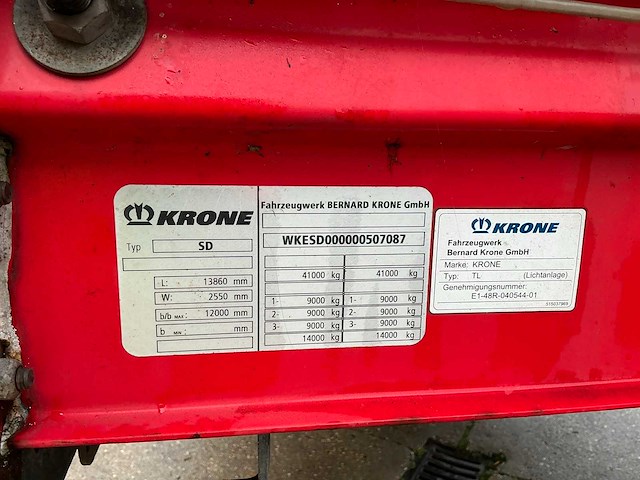 KRONE
Typ SD
L: 13860 mm
W: 2550 mm
b/b MAX: 12000 mm
b MIN: mm
Fahrzeugwerk BERNARD KRONE GmbH
WKESD000000507087
41000 kg 41000 kg
1- 9000 kg 1- 9000 kg
2- 9000 kg 2- 9000 kg
3- 9000 kg 3- 9000 kg
14000 kg 14000 kg
KRONE
Fahrzeugwerk
Bernard Krone GmbH
Marke: KRONE
Typ: TL (Lichtanlage)
Genehmigungsnummer:
E1-48R-040544-01